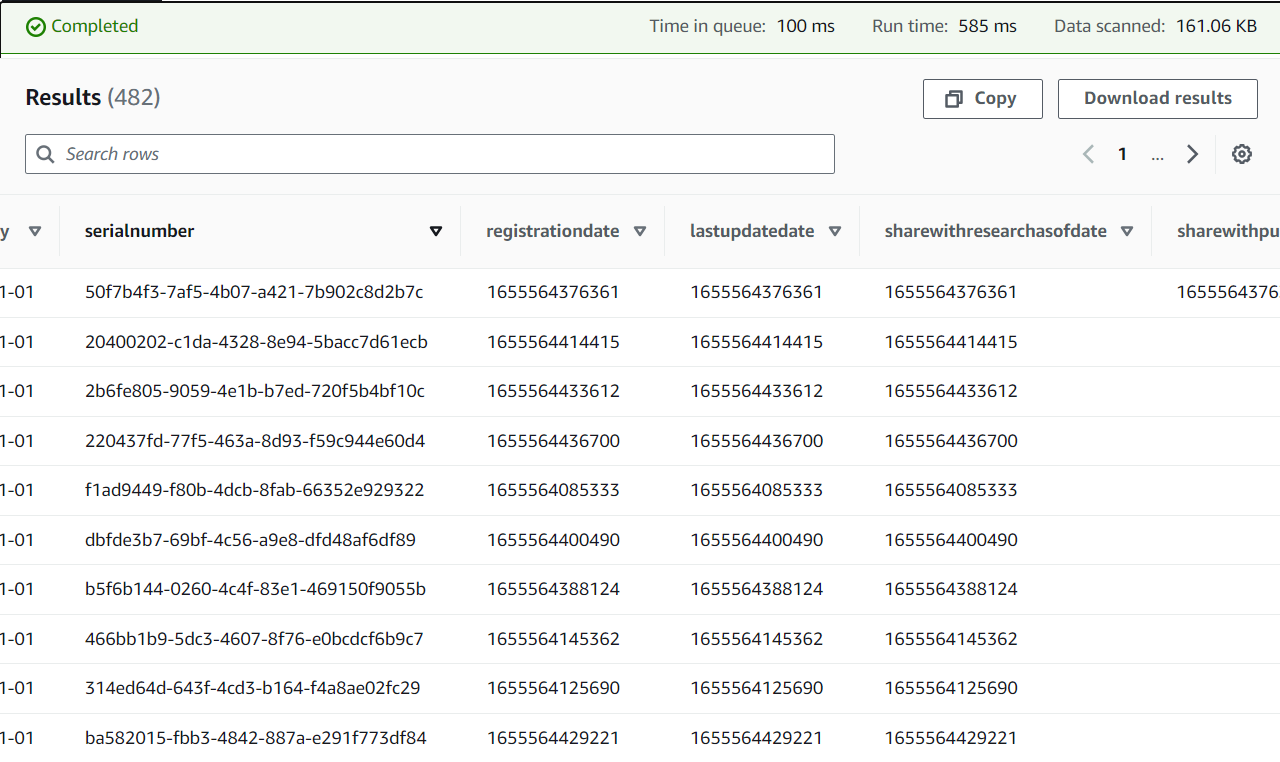 Completed Time in queue: 100 ms Run time: 585 ms Data scanned: 161.06 KB
Results (482) Copy Download results
Search rows 1 ...
y serialnumber registrationdate lastupdatedate sharewithresearchasofdate sharewithpu
1-01 50f7b4f3-7af5-4b07-a421-7b902c8d2b7c 1655564376361 1655564376361 1655564376361 1655564376
1-01 20400202-c1da-4328-8e94-5bacc7d61ecb 1655564414415 1655564414415 1655564414415
1-01 2b6fe805-9059-4e1b-b7ed-720f5b4bf10c 1655564433612 1655564433612 1655564433612
1-01 220437fd-77f5-463a-8d93-f59c944e60d4 1655564436700 1655564436700 1655564436700
1-01 f1ad9449-f80b-4dcb-8fab-66352e929322 1655564085333 1655564085333 1655564085333
1-01 dbfde3b7-69bf-4c56-a9e8-dfd48af6df89 1655564400490 1655564400490 1655564400490
1-01 b5f6b144-0260-4c4f-83e1-469150f9055b 1655564388124 1655564388124 1655564388124
1-01 466bb1b9-5dc3-4607-8f76-e0bcdcf6b9c7 1655564145362 1655564145362 1655564145362
1-01 314ed64d-643f-4cd3-b164-f4a8ae02fc29 1655564125690 1655564125690 1655564125690
1-01 ba582015-fbb3-4842-887a-e291f773df84 1655564429221 1655564429221 1655564429221